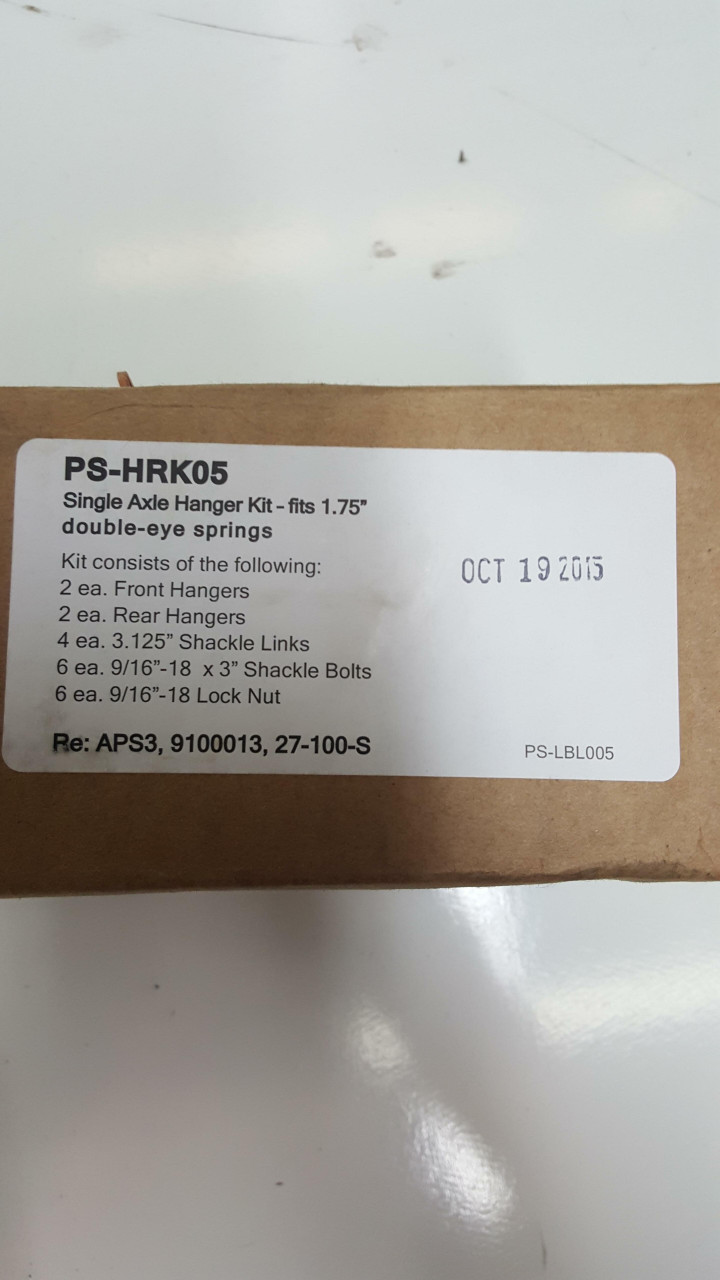 PS-HRK05
Single Axle Hanger Kit - fits 1.75”
double-eye springs
Kit consists of the following:
OCT 19 2015
2 ea. Front Hangers
2 ea. Rear Hangers
4 ea. 3.125” Shackle Links
6 ea. 9/16”-18 x 3” Shackle Bolts
6 ea. 9/16”-18 Lock Nut
Re: APS3, 9100013, 27-100-S
PS-LBL005